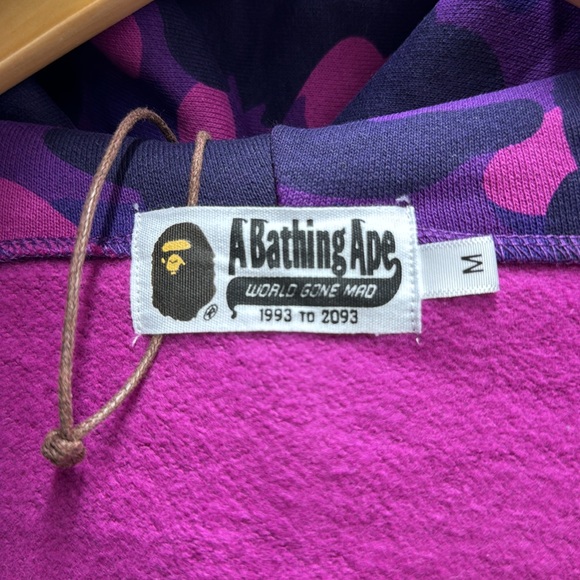 A Bathing Ape
WORLD GONE MAD
1993 TO 2093
M